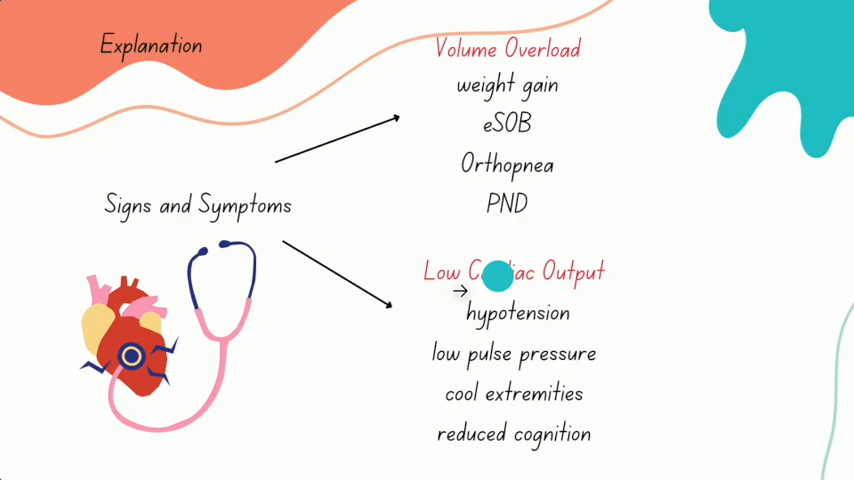 Explanation
Signs and Symptoms
Volume Overload
weight gain
eSOB
Orthopnea
PND
Low Output
hypotension
low pulse pressure
cool extremities
reduced cognition